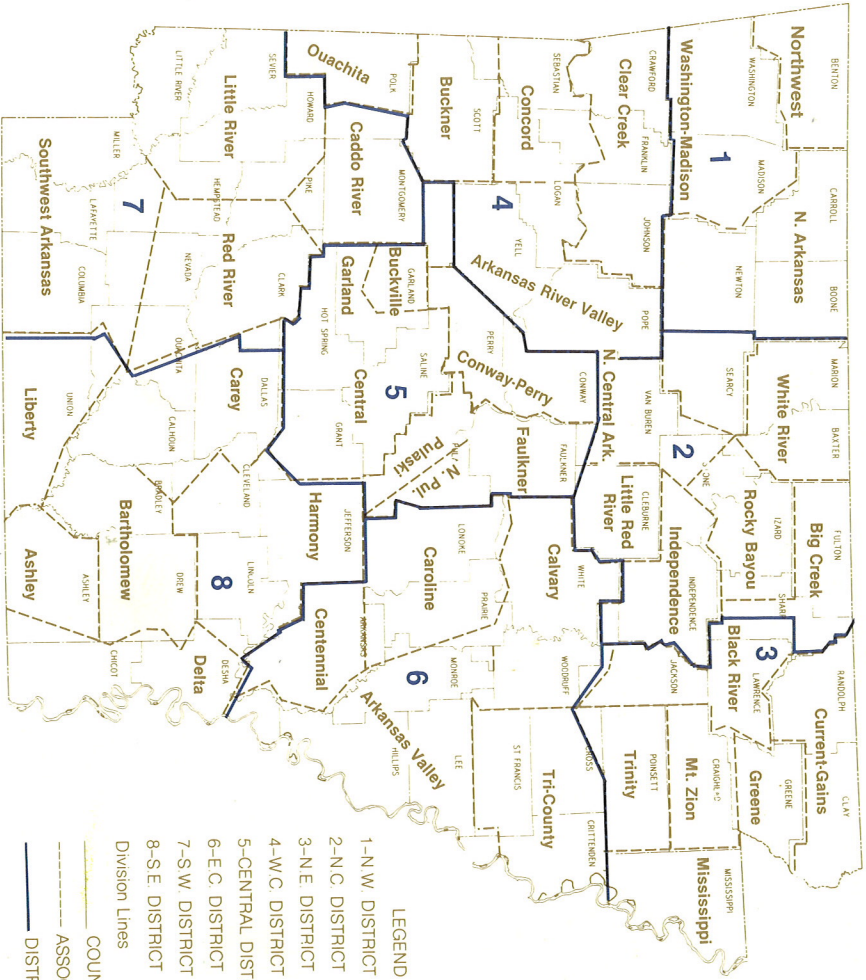 BENTON
Northwest
WASHINGTON
Washington-Madison
1
MADISON
CARROLL
N. Arkansas
BOONE
NEWTON
MARION
BAXTER
White River
SEARCY
VAN BUREN
N. Central Ark.
2
FULTON
Big Creek
IZARD
Rocky Bayou
Independence
INDEPENDENCE
CLEBURNE
Little Red
River
RANDOLPH
CLAY
Current-Gains
3
LAWRENCE
Black River
GREENE
Greene
JACKSON
CRAIGHEAD
Mt. Zion
POINSETT
Trinity
MISSISSIPPI
Mississippi
CRAWFORD
Clear Creek
FRANKLIN
JOHNSON
POPE
SEBASTIAN
Concord
LOGAN
Arkansas River Valley
4
YELL
SCOTT
Buckner
POLK
Ouachita
MONTGOMERY
Caddo River
CONWAY
Conway-Perry
PERRY
FAULKNER
Faulkner
GARLAND
Buckville
Garland
SALINE
5
Central
HOT SPRING
GRANT
N. Pul.
Pulaski
WHITE
Calvary
WOODRUFF
CROSS
CRITTENDEN
Tri-County
ST FRANCIS
LONOKE
PRAIRIE
Caroline
MONROE
6
LEE
Arkansas Valley
PHILLIPS
ARKANSAS
Centennial
SEVIER
HOWARD
PIKE
LITTLE RIVER
Little River
HEMPSTEAD
CLARK
Red River
NEVADA
MILLER
7
LAFAYETTE
COLUMBIA
Southwest Arkansas
OUACHITA
DALLAS
Carey
CALHOUN
UNION
Liberty
JEFFERSON
Harmony
CLEVELAND
LINCOLN
8
BRADLEY
DREW
Bartholomew
ASHLEY
Ashley
DESHA
Delta
CHICOT
LEGEND
1-N.W. DISTRICT
2-N.C. DISTRICT
3-N.E. DISTRICT
4-W.C. DISTRICT
5-CENTRAL DIST
6-E.C. DISTRICT
7-S.W. DISTRICT
8-S.E. DISTRICT
Division Lines
COUN
ASSO
DISTR